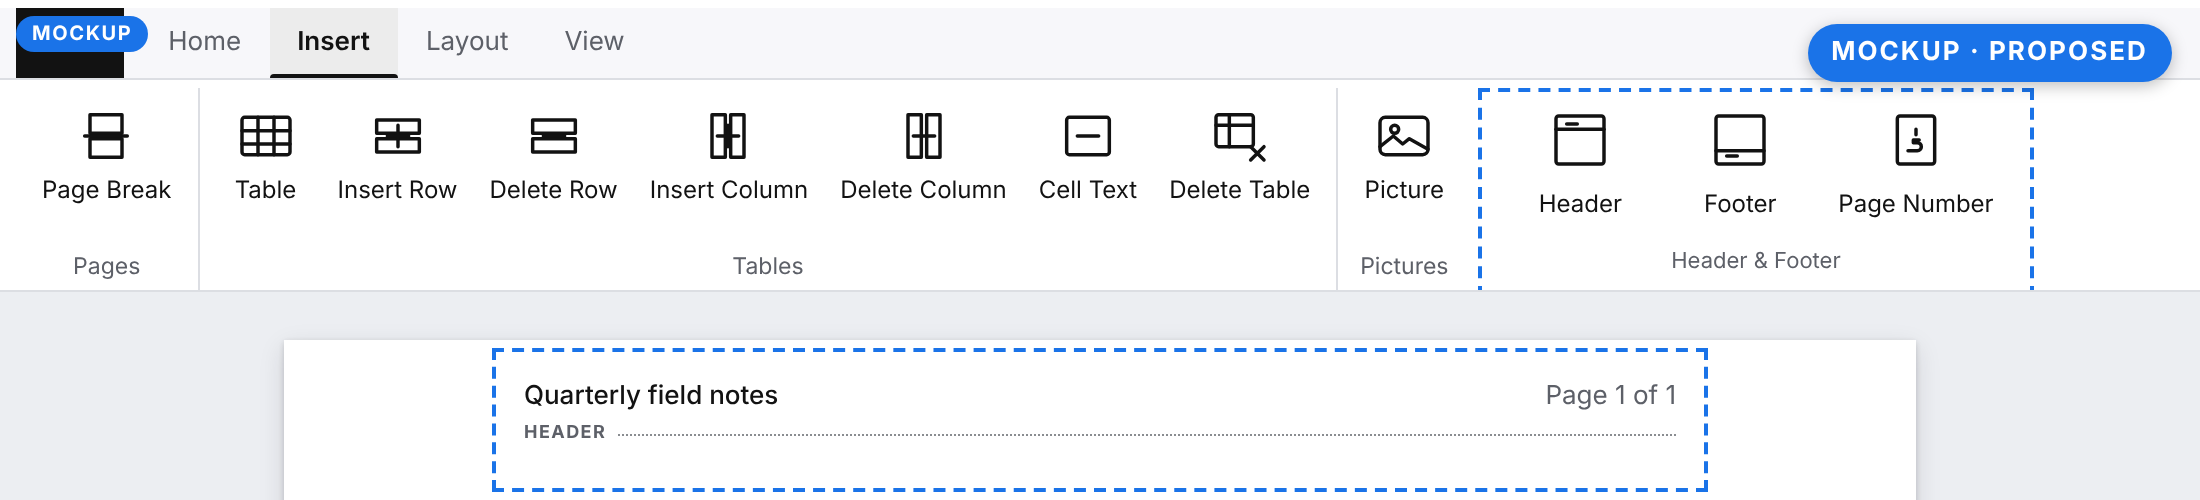 MOCKUP
Home Insert Layout View
MOCKUP · PROPOSED
Page Break
Table Insert Row Delete Row Insert Column Delete Column Cell Text Delete Table
Picture
Header Footer Page Number
Pages
Tables
Pictures
Header & Footer
Quarterly field notes
Page 1 of 1
HEADER